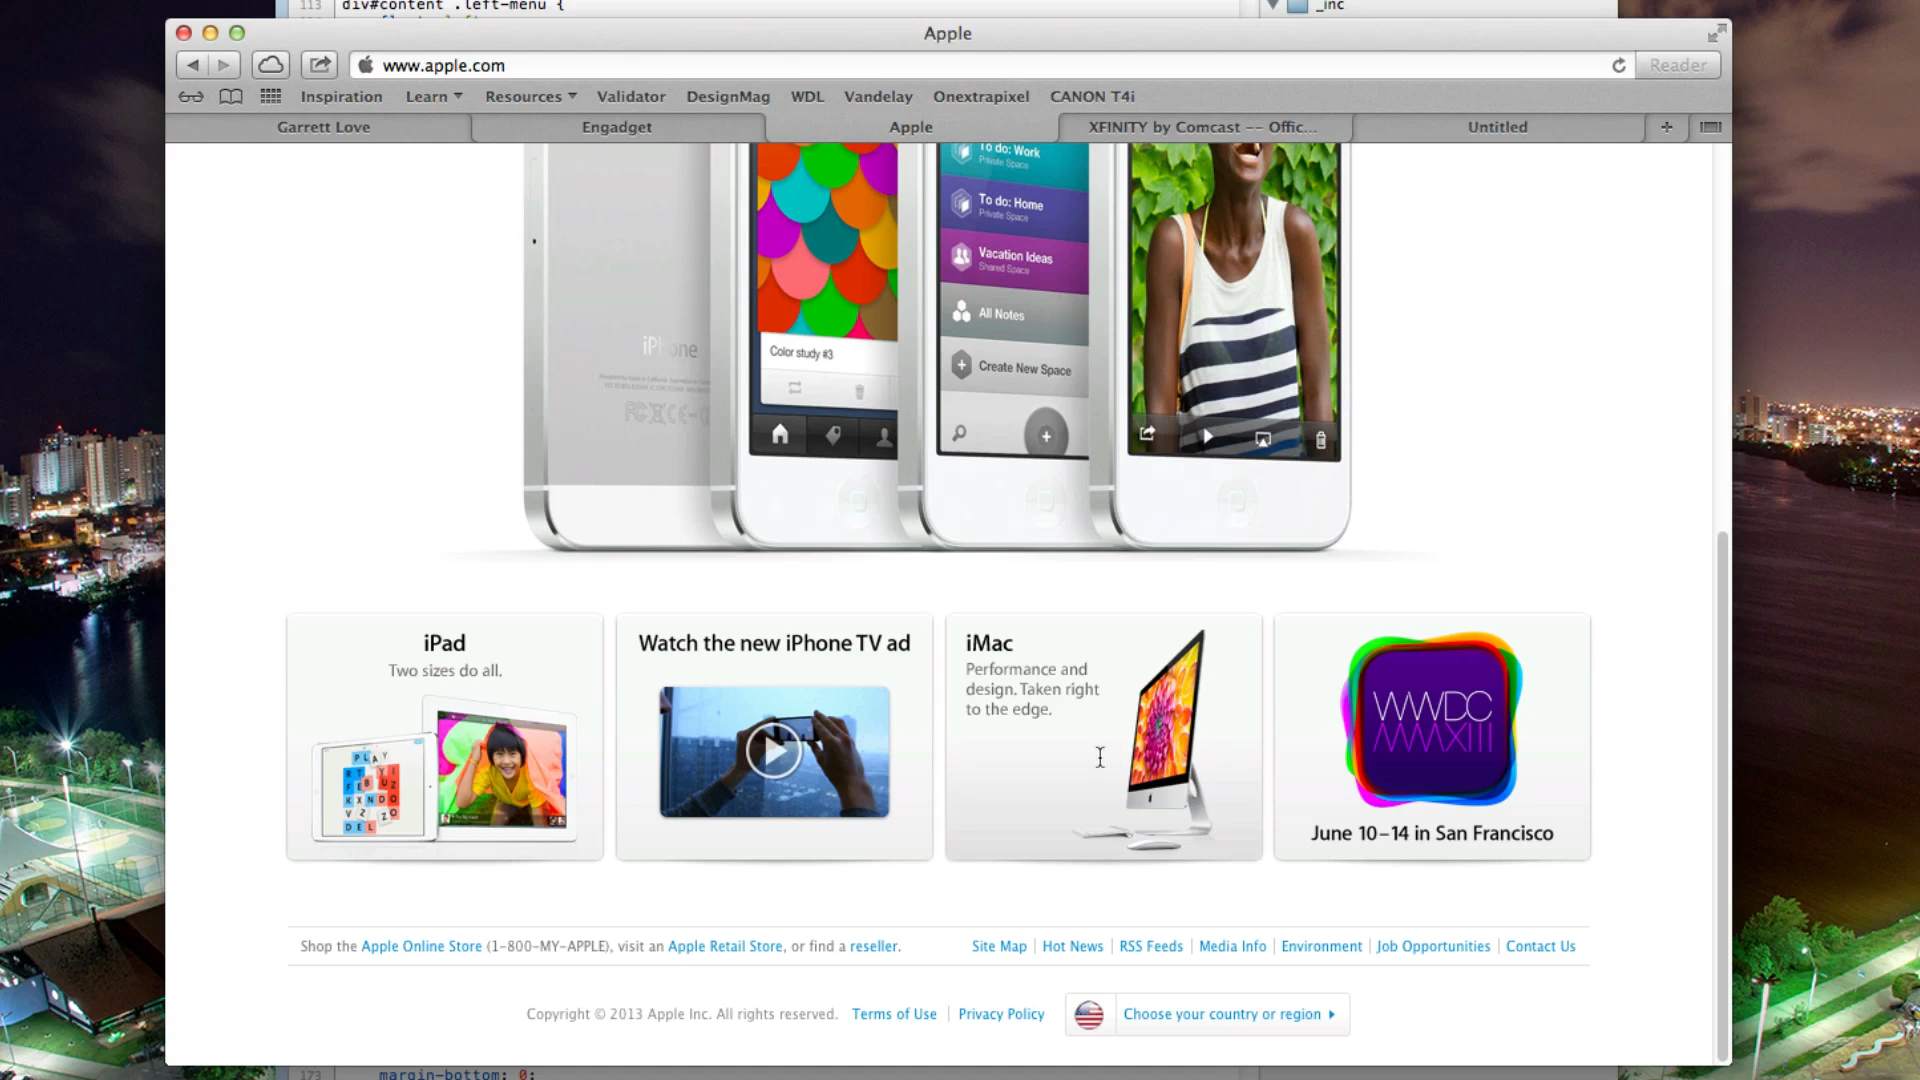 113
div#content .left-menu {
_inc
Apple
www.apple.com
Reader
Inspiration
Learn
Resources
Validator
DesignMag
WDL
Vandelay
Onextrapixel
CANON T4i
Garrett Love
Engadget
Apple
XFINITY by Comcast -- Offic...
Untitled
To do: Work
Private Space
To do: Home
Private Space
Vacation Ideas
Shared Space
All Notes
Create New Space
Color study #3
iPhone
iPad
Two sizes do all.
PLAY
Watch the new iPhone TV ad
iMac
Performance and
design. Taken right
to the edge.
WWDC
MMXIII
June 10–14 in San Francisco
Shop the Apple Online Store (1-800-MY-APPLE), visit an Apple Retail Store, or find a reseller.
Site Map
Hot News
RSS Feeds
Media Info
Environment
Job Opportunities
Contact Us
Copyright © 2013 Apple Inc. All rights reserved.
Terms of Use
Privacy Policy
Choose your country or region
173
margin-bottom: 0;